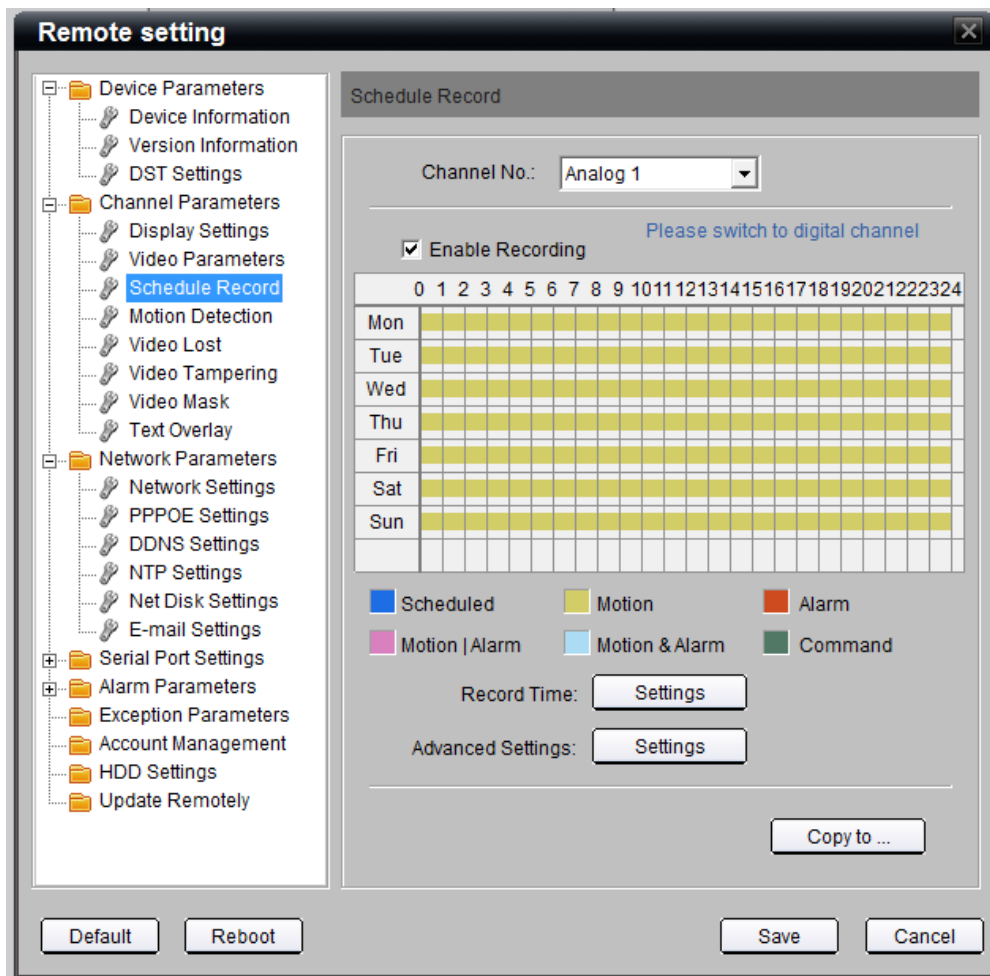 Remote setting
Device Parameters
Device Information
Version Information
DST Settings
Channel Parameters
Display Settings
Video Parameters
Schedule Record
Motion Detection
Video Lost
Video Tampering
Video Mask
Text Overlay
Network Parameters
Network Settings
PPPOE Settings
DDNS Settings
NTP Settings
Net Disk Settings
E-mail Settings
Serial Port Settings
Alarm Parameters
Exception Parameters
Account Management
HDD Settings
Update Remotely
Schedule Record
Channel No.: Analog 1
Please switch to digital channel
Enable Recording
0 1 2 3 4 5 6 7 8 9 10 11 12 13 14 15 16 17 18 19 20 21 22 23 24
Mon
Tue
Wed
Thu
Fri
Sat
Sun
Scheduled Motion Alarm
Motion | Alarm Motion & Alarm Command
Record Time: Settings
Advanced Settings: Settings
Copy to ...
Default Reboot Save Cancel